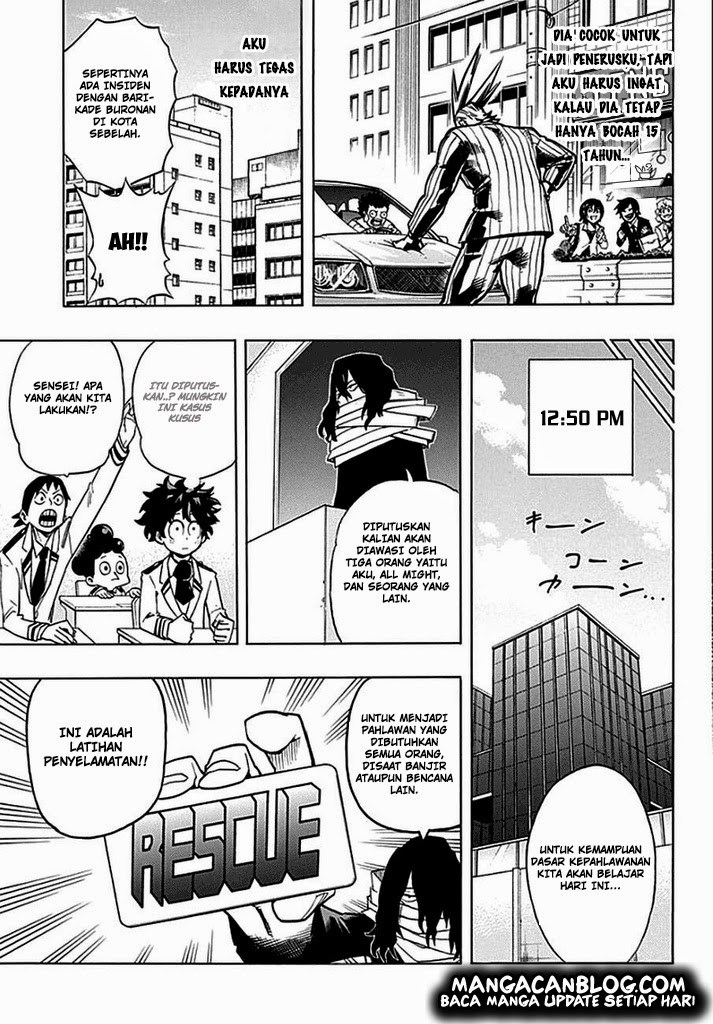 DIA COCOK UNTUK
JADI PENERUSKU, TAPI
AKU HARUS INGAT
KALAU DIA TETAP
HANYA BOCAH 15
TAHUN...
AKU
HARUS TEGAS
KEPADANYA
SEPERTINYA
ADA INSIDEN
DENGAN BARI-
KADE BURONAN
DI KOTA
SEBELAH.
AH!!
12:50 PM
キーン
コーン
カーン...
UNTUK KEMAMPUAN
DASAR KEPAHLAWANAN
KITA AKAN BELAJAR
HARI INI...
DIPUTUSKAN
KALIAN AKAN
DIAWASI OLEH
TIGA ORANG YAITU
AKU, ALL MIGHT,
DAN SEORANG YANG
LAIN.
ITU DIPUTUS-
KAN..? MUNGKIN
INI KASUS
KUSUS
SENSEI! APA
YANG AKAN KITA
LAKUKAN!?
UNTUK MENJADI
PAHLAWAN YANG
DIBUTUHKAN
SEMUA ORANG,
DISAAT BANJIR
ATAUPUN BENCANA
LAIN.
INI ADALAH
LATIHAN
PENYELAMATAN!!
RESCUE
MANGACANBLOG.COM
BACA MANGA UPDATE SETIAP HARI